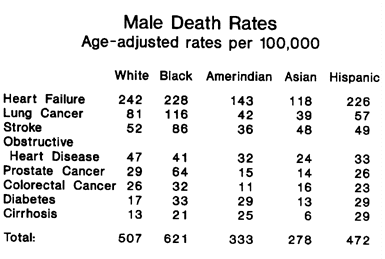 Male Death Rates
Age-adjusted rates per 100,000
White Black Amerindian Asian Hispanic
Heart Failure 242 228 143 118 226
Lung Cancer 81 116 42 39 57
Stroke 52 86 36 48 49
Obstructive
Heart Disease 47 41 32 24 33
Prostate Cancer 29 64 15 14 26
Colorectal Cancer 26 32 11 16 23
Diabetes 17 33 29 13 29
Cirrhosis 13 21 25 6 29
Total: 507 621 333 278 472